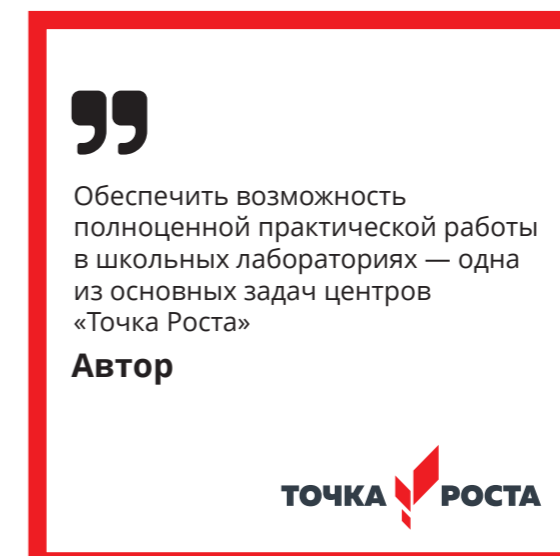 Обеспечить возможность
полноценной практической работы
в школьных лабораториях — одна
из основных задач центров
«Точка Роста»
Автор
ТОЧКА РОСТА